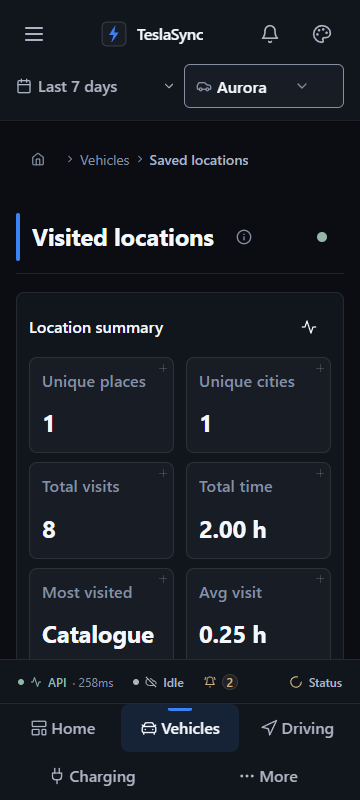 TeslaSync
Last 7 days
Aurora
Vehicles
Saved locations
Visited locations
Location summary
Unique places
1
Unique cities
1
Total visits
8
Total time
2.00 h
Most visited
Catalogue
Avg visit
0.25 h
API · 258ms
Idle
2
Status
Home
Vehicles
Driving
Charging
More